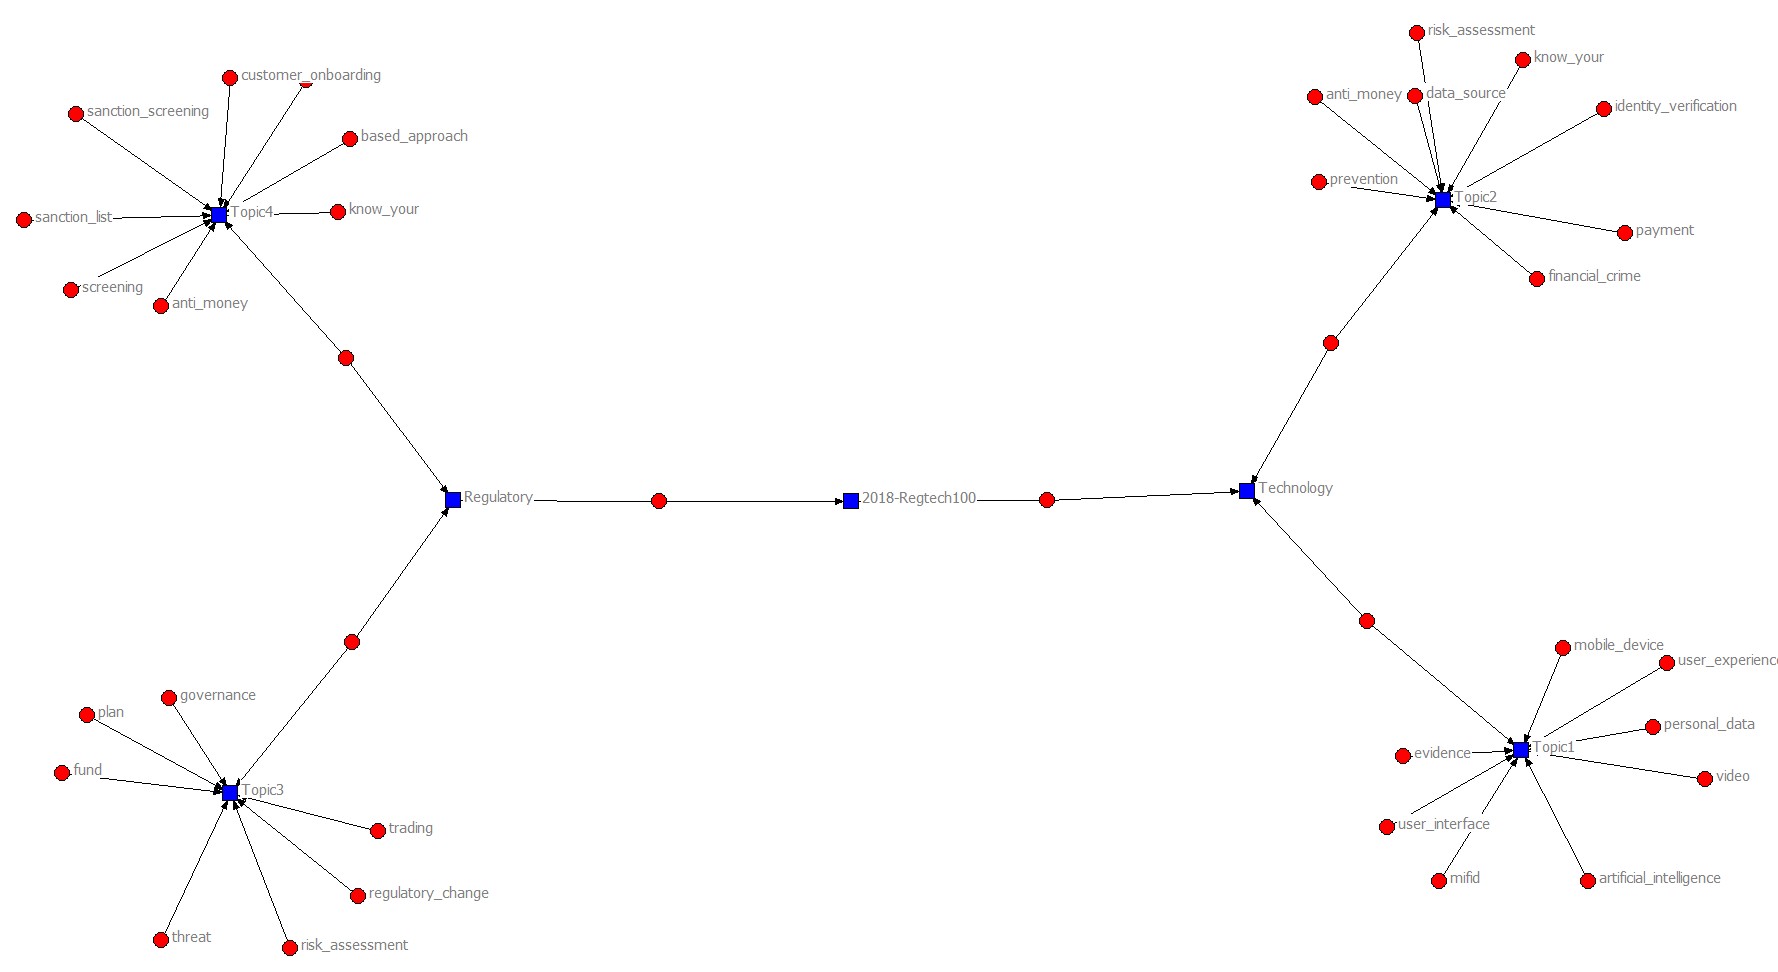 customer_onboarding
sanction_screening
based_approach
know_your
sanction_list
Topic4
screening
anti_money
risk_assessment
know_your
anti_money
data_source
identity_verification
prevention
Topic2
payment
financial_crime
Regulatory
2018-Regtech100
Technology
governance
plan
fund
Topic3
trading
regulatory_change
threat
risk_assessment
mobile_device
user_experience
personal_data
evidence
Topic1
video
user_interface
mifid
artificial_intelligence